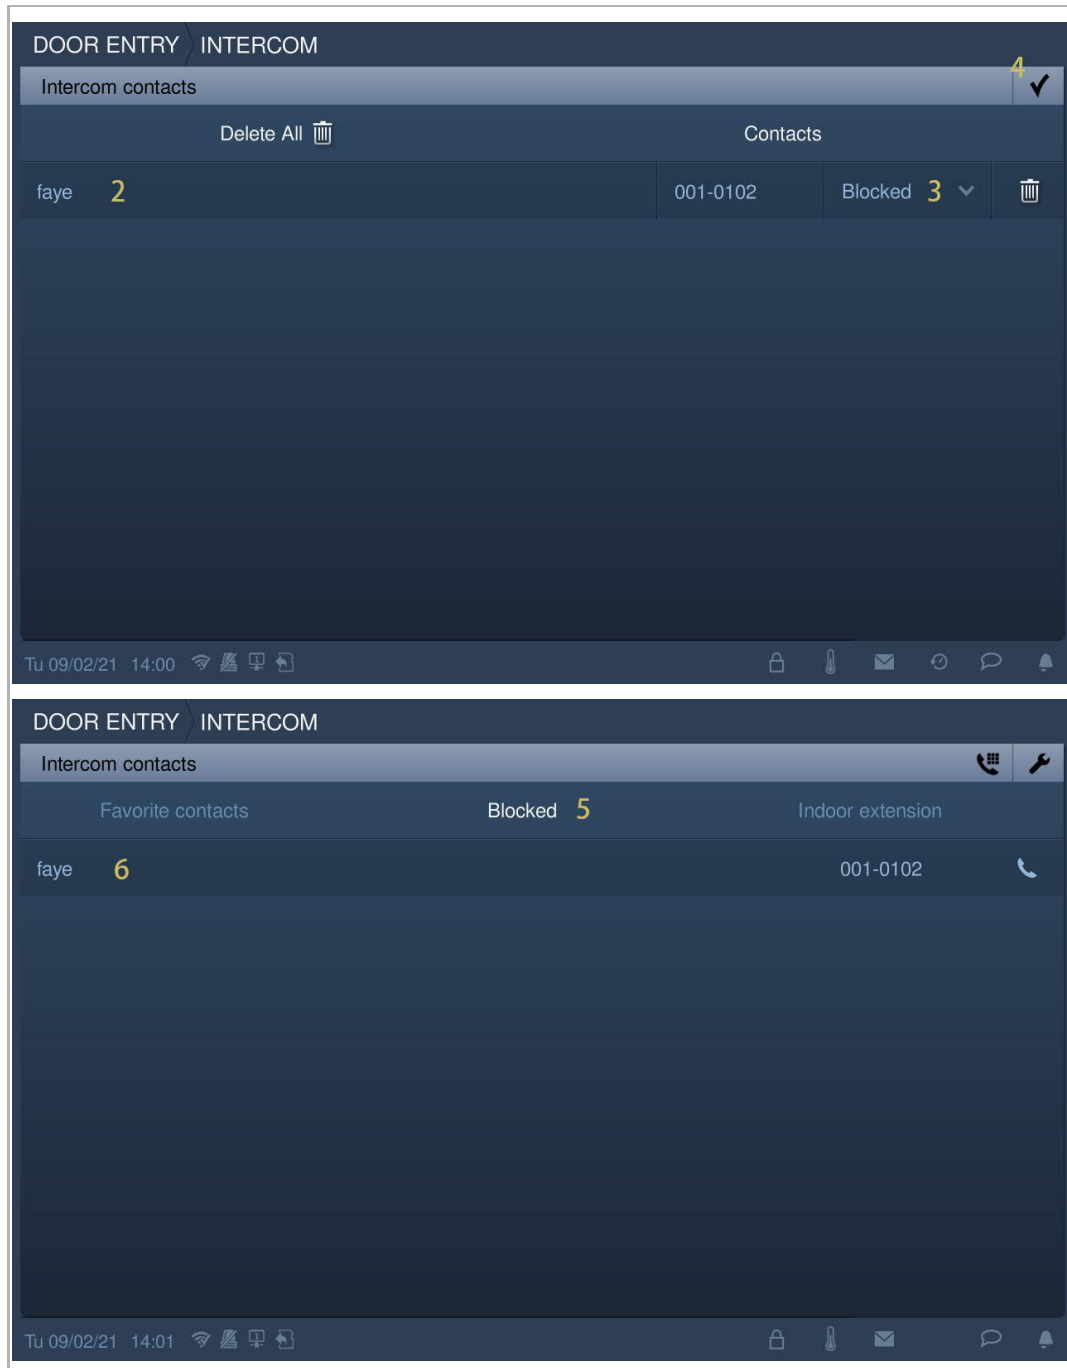 DOOR ENTRY INTERCOM
4
Intercom contacts
Delete All Contacts
faye 2 001-0102 Blocked 3
Tu 09/02/21 14:00
DOOR ENTRY INTERCOM
Intercom contacts
Favorite contacts Blocked 5 Indoor extension
faye 6 001-0102
Tu 09/02/21 14:01